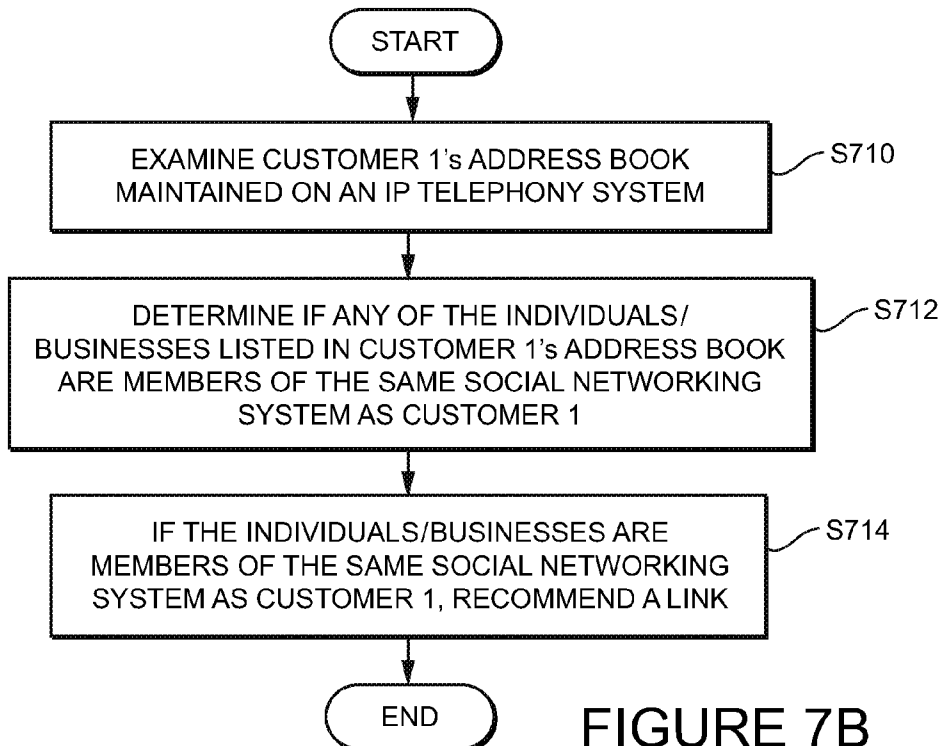 START
EXAMINE CUSTOMER 1's ADDRESS BOOK
MAINTAINED ON AN IP TELEPHONY SYSTEM
S710
DETERMINE IF ANY OF THE INDIVIDUALS/
BUSINESSES LISTED IN CUSTOMER 1's ADDRESS BOOK
ARE MEMBERS OF THE SAME SOCIAL NETWORKING
SYSTEM AS CUSTOMER 1
S712
IF THE INDIVIDUALS/BUSINESSES ARE
MEMBERS OF THE SAME SOCIAL NETWORKING
SYSTEM AS CUSTOMER 1, RECOMMEND A LINK
S714
END
FIGURE 7B